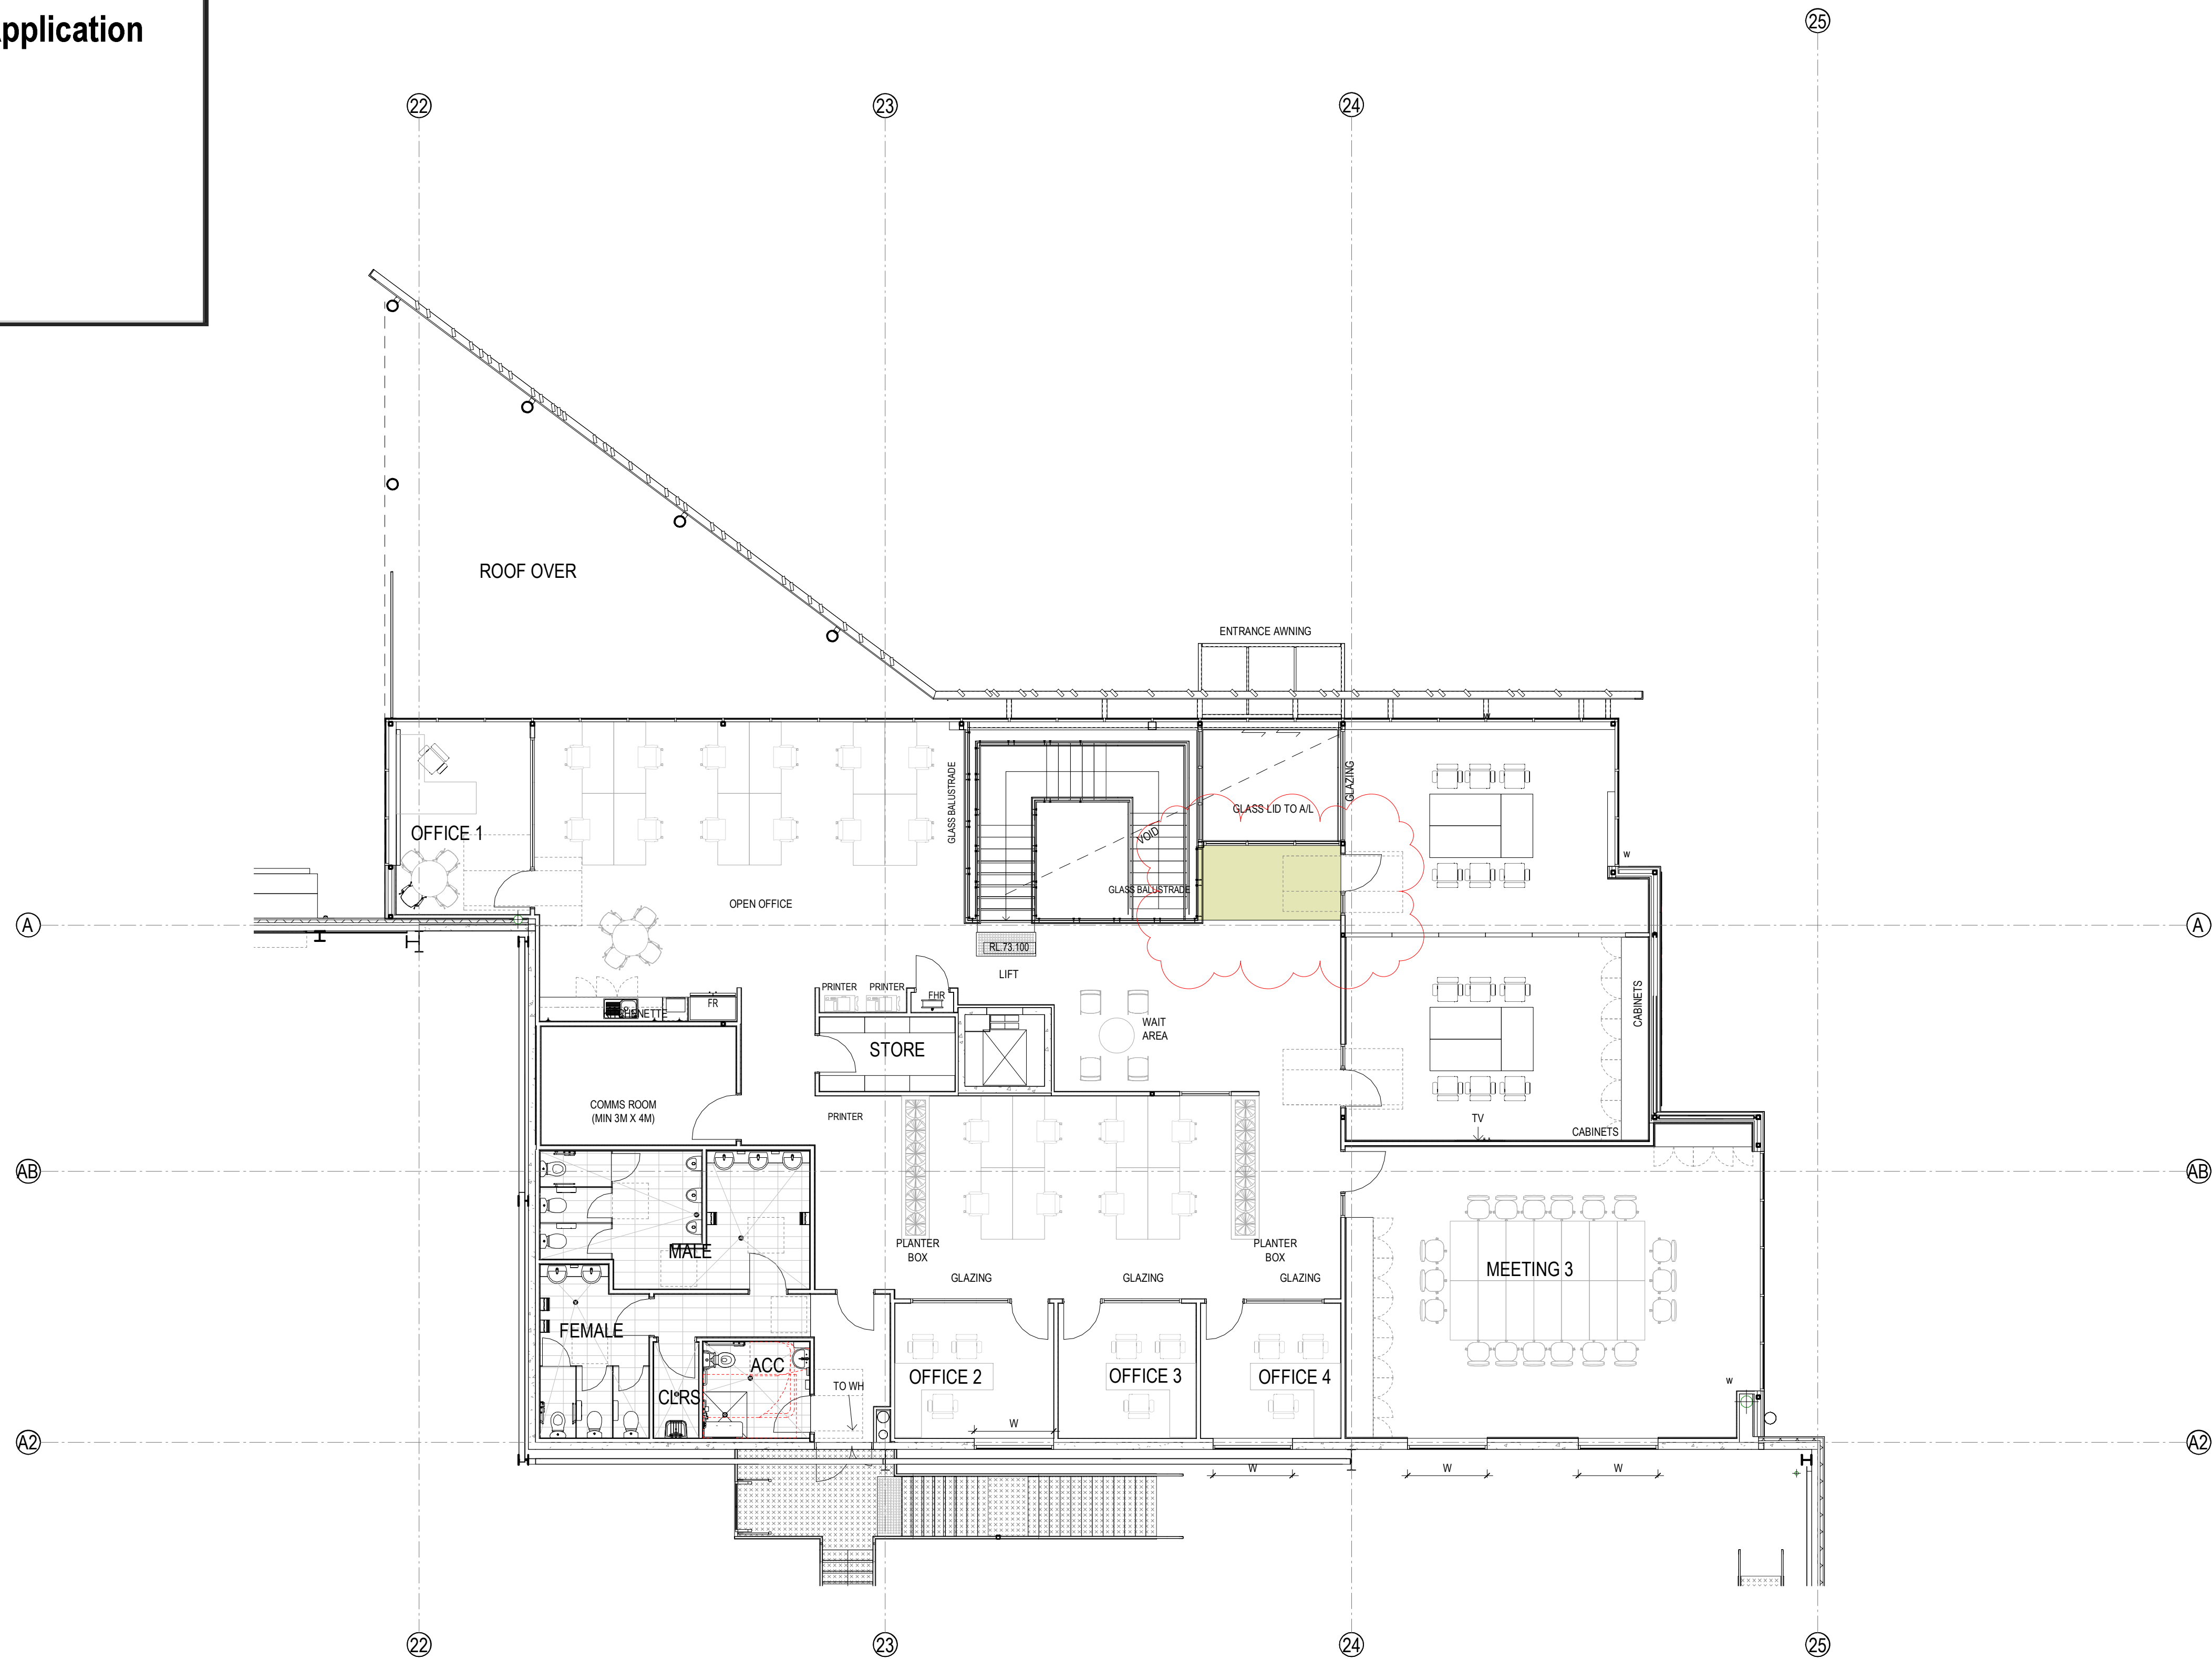 pplication
25
22
23
24
ROOF OVER
ENTRANCE AWNING
W
GLASS BALUSTRADE
GLAZING
GLASS LID TO A/L
OFFICE 1
VOID
W
GLASS BALUSTRADE
OPEN OFFICE
A
A
RL.73.100
LIFT
PRINTER
PRINTER
FHR
FR
CABINETS
WAIT
AREA
STORE
COMMS ROOM
(MIN 3M X 4M)
PRINTER
TV
CABINETS
AB
AB
MALE
PLANTER
BOX
PLANTER
BOX
GLAZING
GLAZING
GLAZING
MEETING 3
FEMALE
ACC
OFFICE 2
OFFICE 3
OFFICE 4
TO WH
W
CLRS
W
A2
A2
W
W
W
22
23
24
25